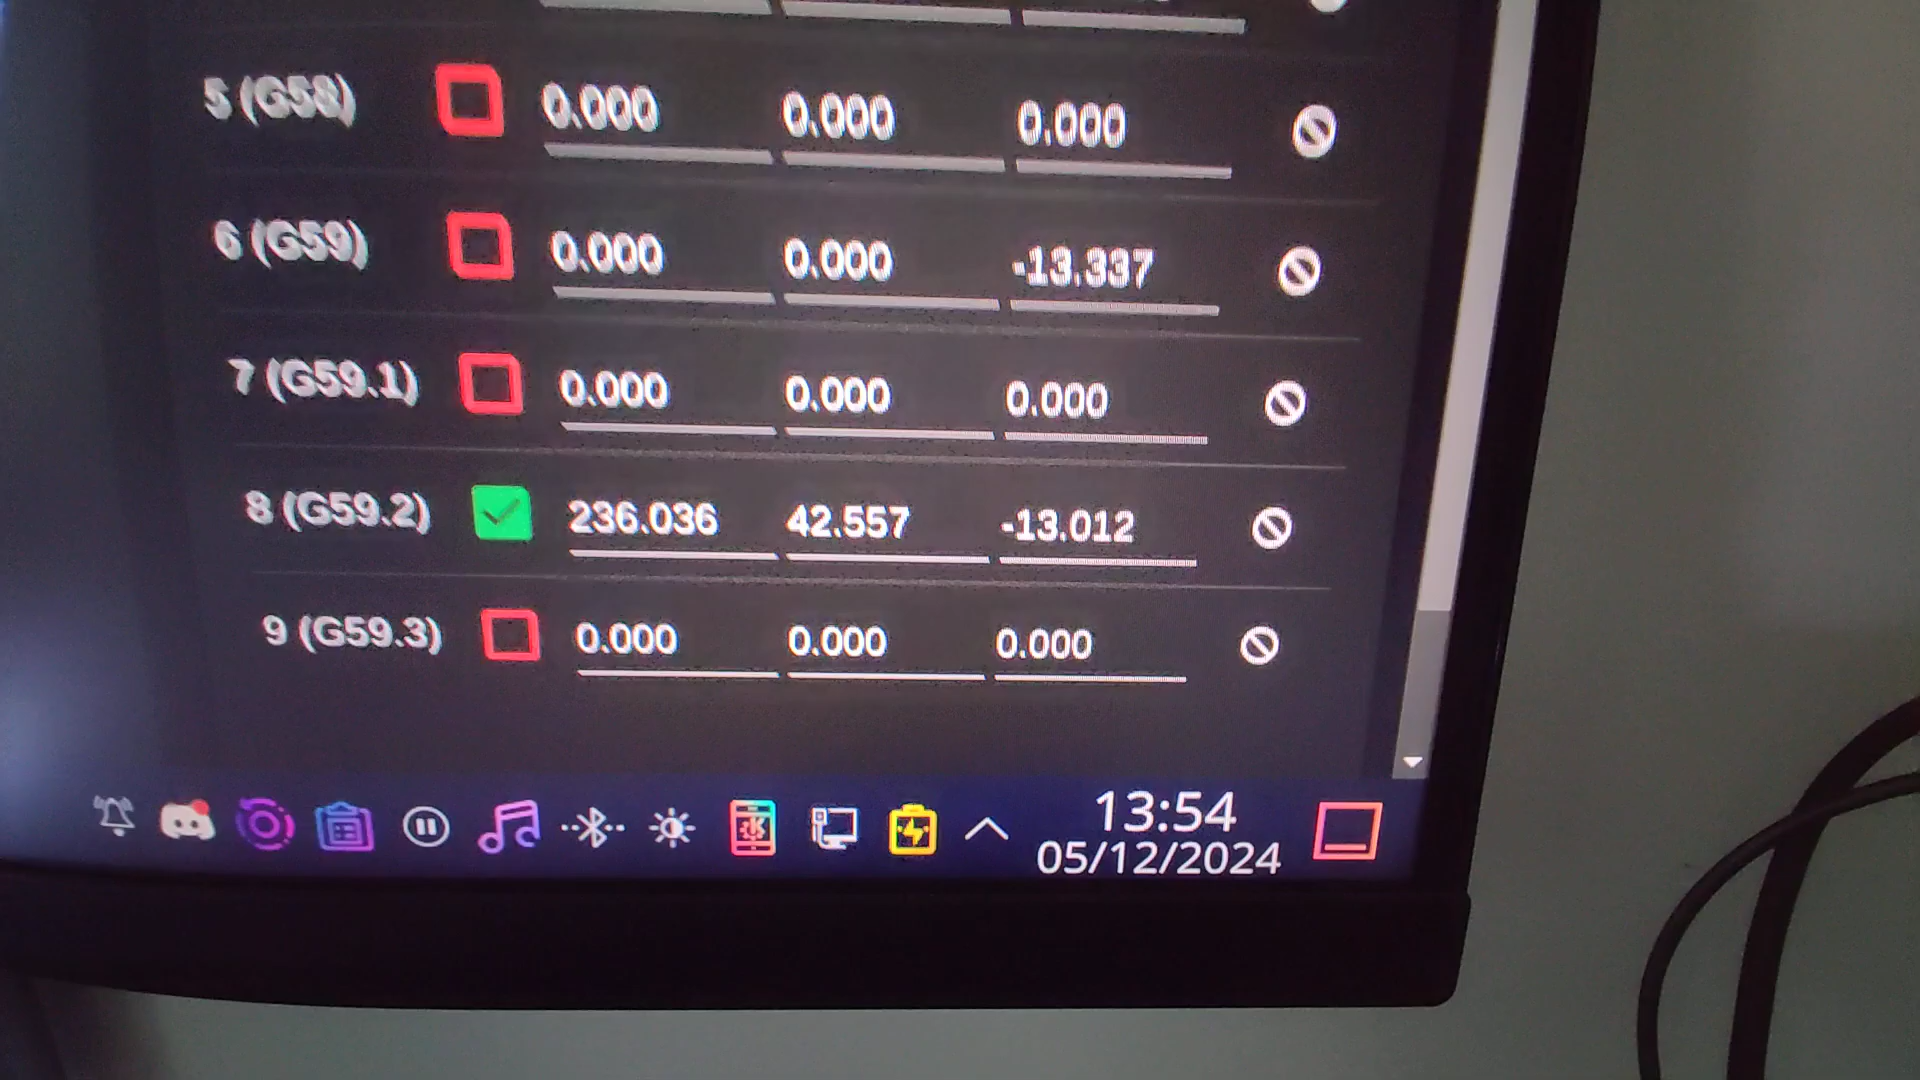 5 (G58) 0.000 0.000 0.000
6 (G59) 0.000 0.000 -13.337
7 (G59.1) 0.000 0.000 0.000
8 (G59.2) 236.036 42.557 -13.012
9 (G59.3) 0.000 0.000 0.000
13:54
05/12/2024